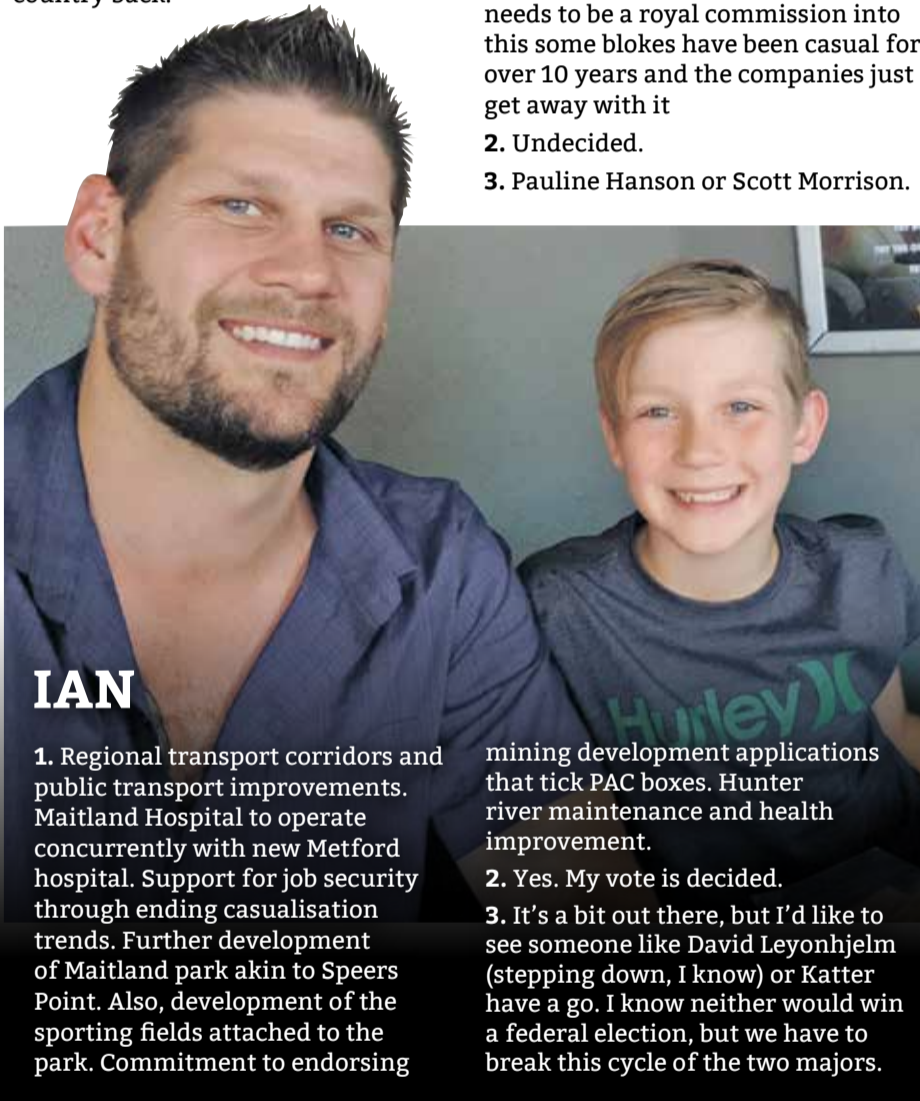 country back.
needs to be a royal commission into
this some blokes have been casual for
over 10 years and the companies just
get away with it
2. Undecided.
3. Pauline Hanson or Scott Morrison.
Hurley
IAN
1. Regional transport corridors and
public transport improvements.
Maitland Hospital to operate
concurrently with new Metford
hospital. Support for job security
through ending casualisation
trends. Further development
of Maitland park akin to Speers
Point. Also, development of the
sporting fields attached to the
park. Commitment to endorsing
mining development applications
that tick PAC boxes. Hunter
river maintenance and health
improvement.
2. Yes. My vote is decided.
3. It’s a bit out there, but I’d like to
see someone like David Leyonhjelm
(stepping down, I know) or Katter
have a go. I know neither would win
a federal election, but we have to
break this cycle of the two majors.